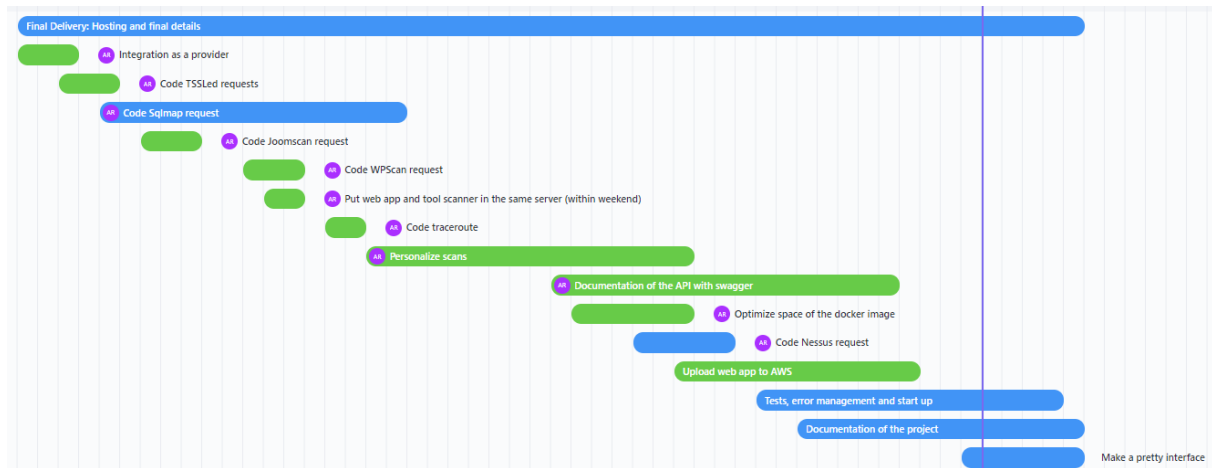 Final Delivery: Hosting and final details
AR Integration as a provider
AR Code TSSLed requests
AR Code Sqlmap request
AR Code Joomscan request
AR Code WPScan request
AR Put web app and tool scanner in the same server (within weekend)
AR Code traceroute
AR Personalize scans
AR Documentation of the API with swagger
AR Optimize space of the docker image
AR Code Nessus request
Upload web app to AWS
Tests, error management and start up
Documentation of the project
Make a pretty interface